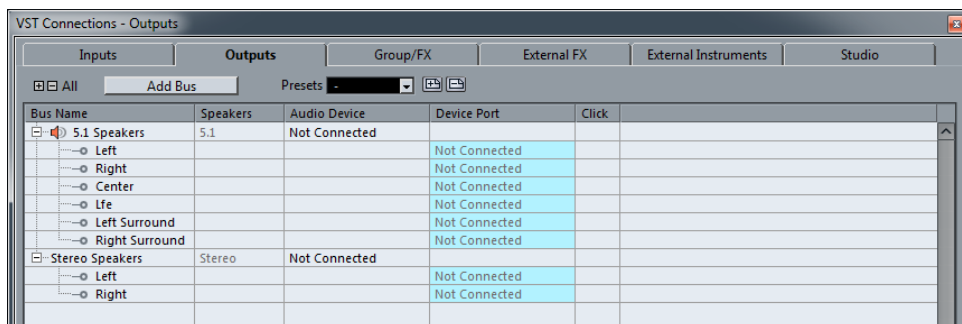 VST Connections - Outputs
Inputs Outputs Group/FX External FX External Instruments Studio
All Add Bus Presets -
Bus Name Speakers Audio Device Device Port Click
5.1 Speakers 5.1 Not Connected
Left Not Connected
Right Not Connected
Center Not Connected
Lfe Not Connected
Left Surround Not Connected
Right Surround Not Connected
Stereo Speakers Stereo Not Connected
Left Not Connected
Right Not Connected